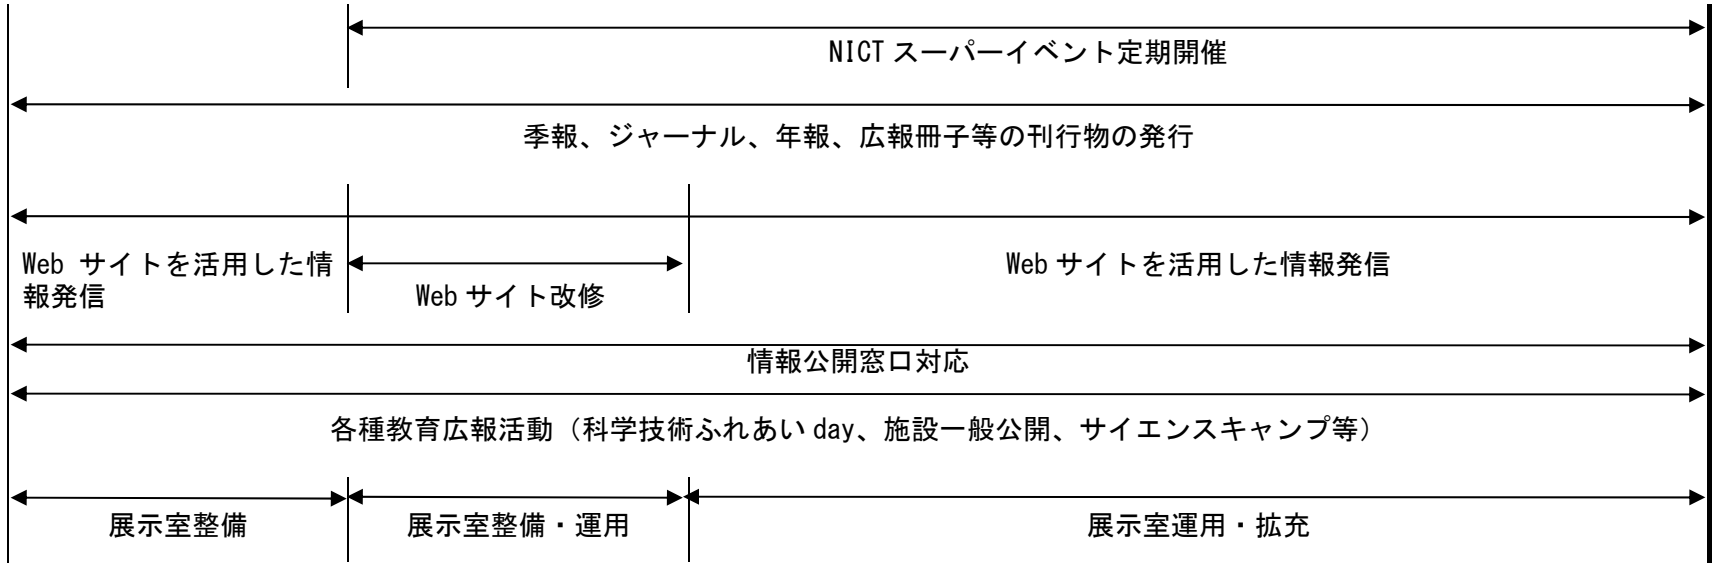 NICT スーパーイベント定期開催
季報、ジャーナル、年報、広報冊子等の刊行物の発行
Web サイトを活用した情
報発信
Web サイト改修
Web サイトを活用した情報発信
情報公開窓口対応
各種教育広報活動（科学技術ふれあい day、施設一般公開、サイエンスキャンプ等）
展示室整備
展示室整備・運用
展示室運用・拡充